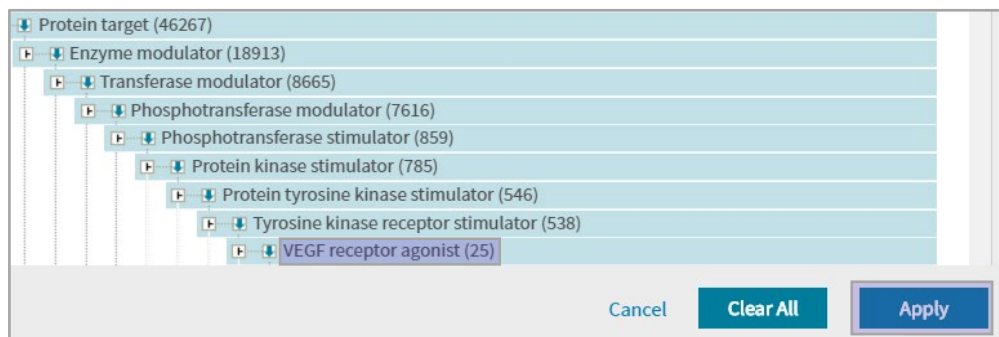 Protein target (46267)
Enzyme modulator (18913)
Transferase modulator (8665)
Phosphotransferase modulator (7616)
Phosphotransferase stimulator (859)
Protein kinase stimulator (785)
Protein tyrosine kinase stimulator (546)
Tyrosine kinase receptor stimulator (538)
VEGF receptor agonist (25)
Cancel Clear All Apply